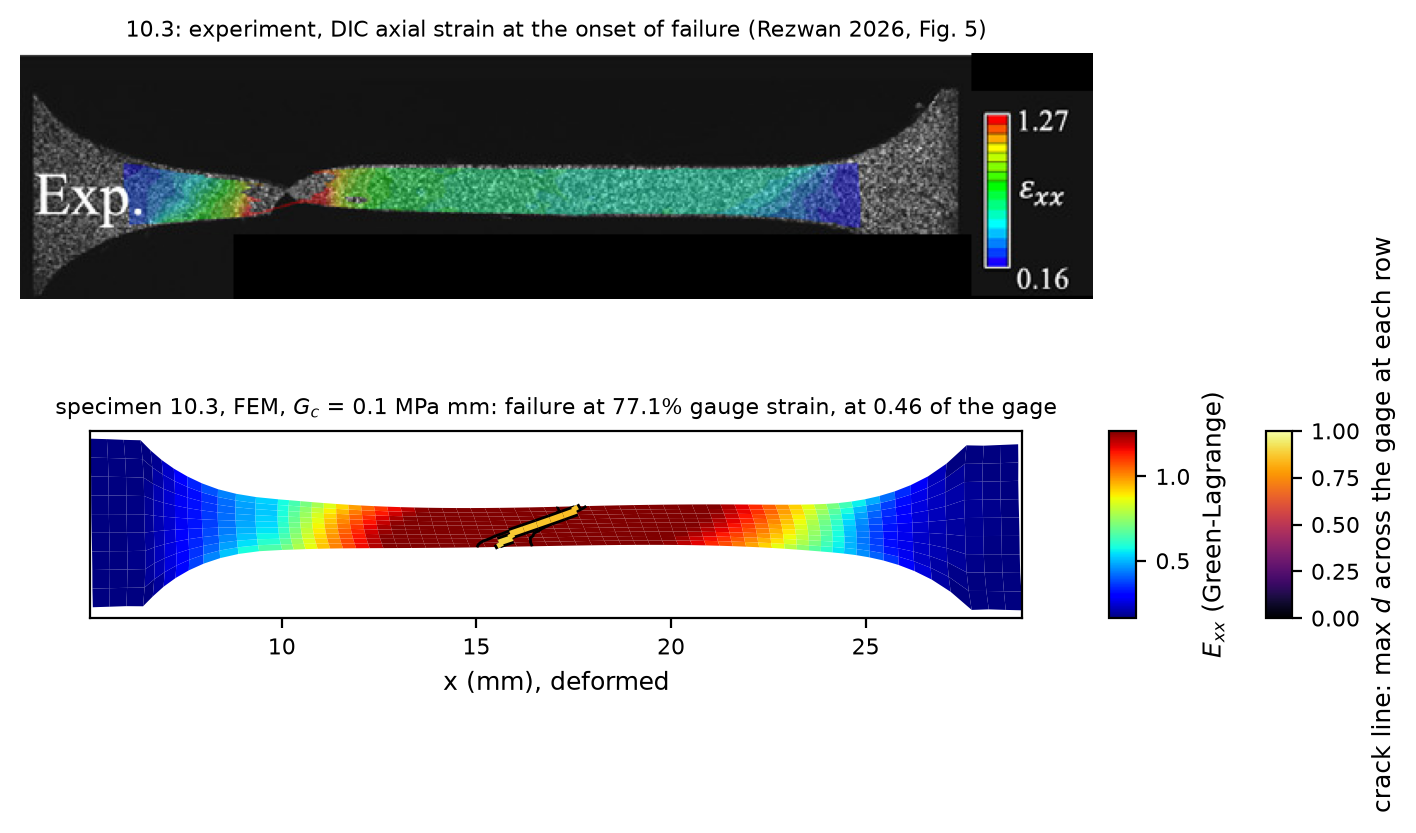 10.3: experiment, DIC axial strain at the onset of failure (Rezwan 2026, Fig. 5)
Exp.
1.27
εxx
0.16
specimen 10.3, FEM, Gc = 0.1 MPa mm: failure at 77.1% gauge strain, at 0.46 of the gage
10 15 20 25
x (mm), deformed
1.0
0.5
Exx (Green-Lagrange)
1.00
0.75
0.50
0.25
0.00
crack line: max d across the gage at each row